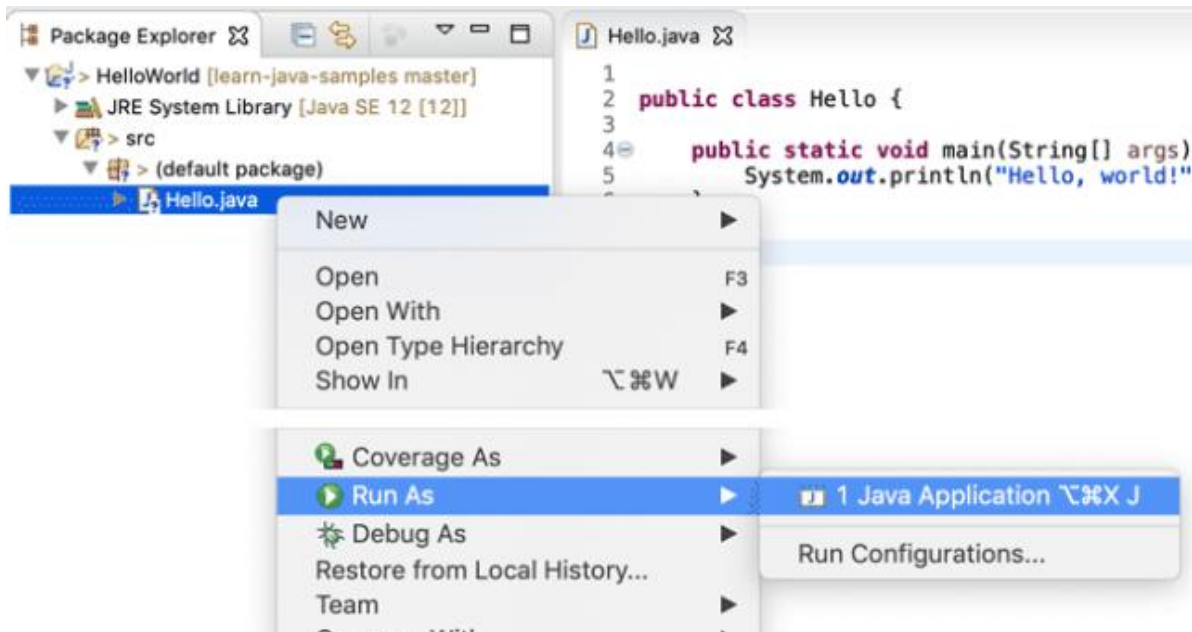 Package Explorer
> HelloWorld [learn-java-samples master]
JRE System Library [Java SE 12 [12]]
> src
> (default package)
Hello.java
Hello.java
1
2 public class Hello {
3
4 public static void main(String[] args)
5 System.out.println("Hello, world!"
New
Open F3
Open With
Open Type Hierarchy F4
Show In ⌥⌘W
Coverage As
Run As
Debug As
Restore from Local History...
Team
1 Java Application ⌥⌘X J
Run Configurations...